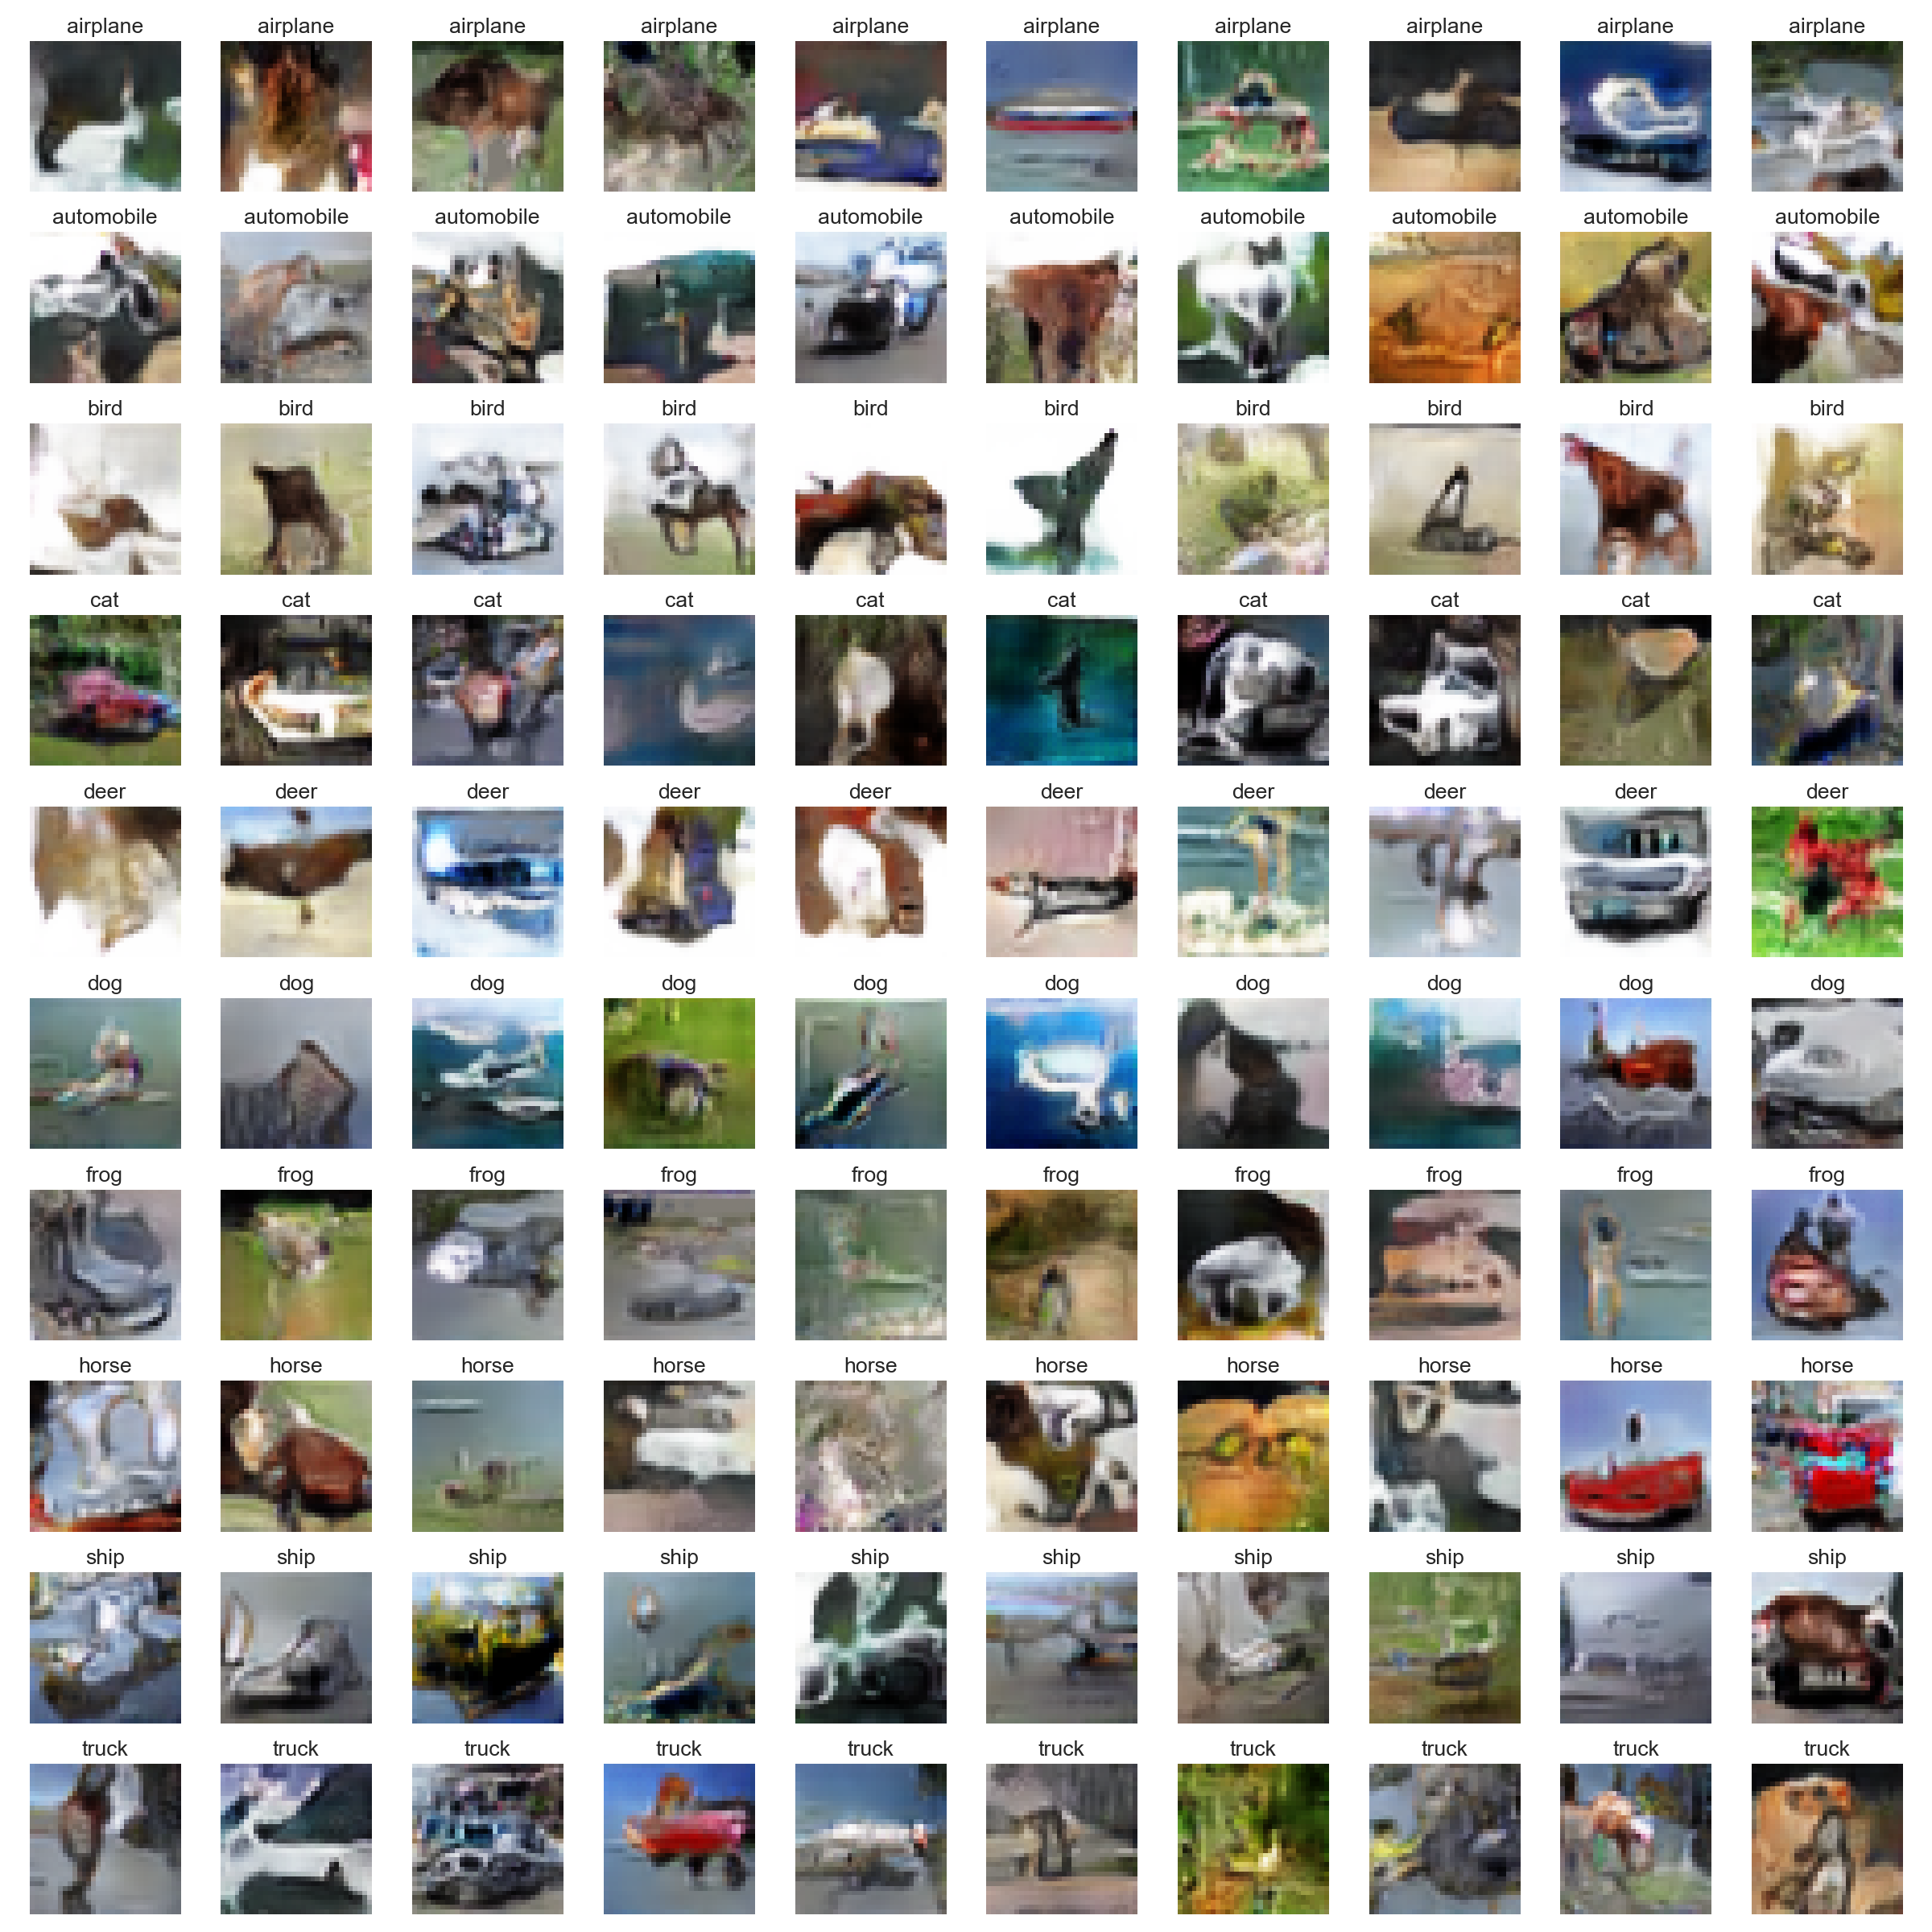 airplane airplane airplane airplane airplane airplane airplane airplane airplane airplane
automobile automobile automobile automobile automobile automobile automobile automobile automobile automobile
bird bird bird bird bird bird bird bird bird bird
cat cat cat cat cat cat cat cat cat cat
deer deer deer deer deer deer deer deer deer deer
dog dog dog dog dog dog dog dog dog dog
frog frog frog frog frog frog frog frog frog frog
horse horse horse horse horse horse horse horse horse horse
ship ship ship ship ship ship ship ship ship ship
truck truck truck truck truck truck truck truck truck truck